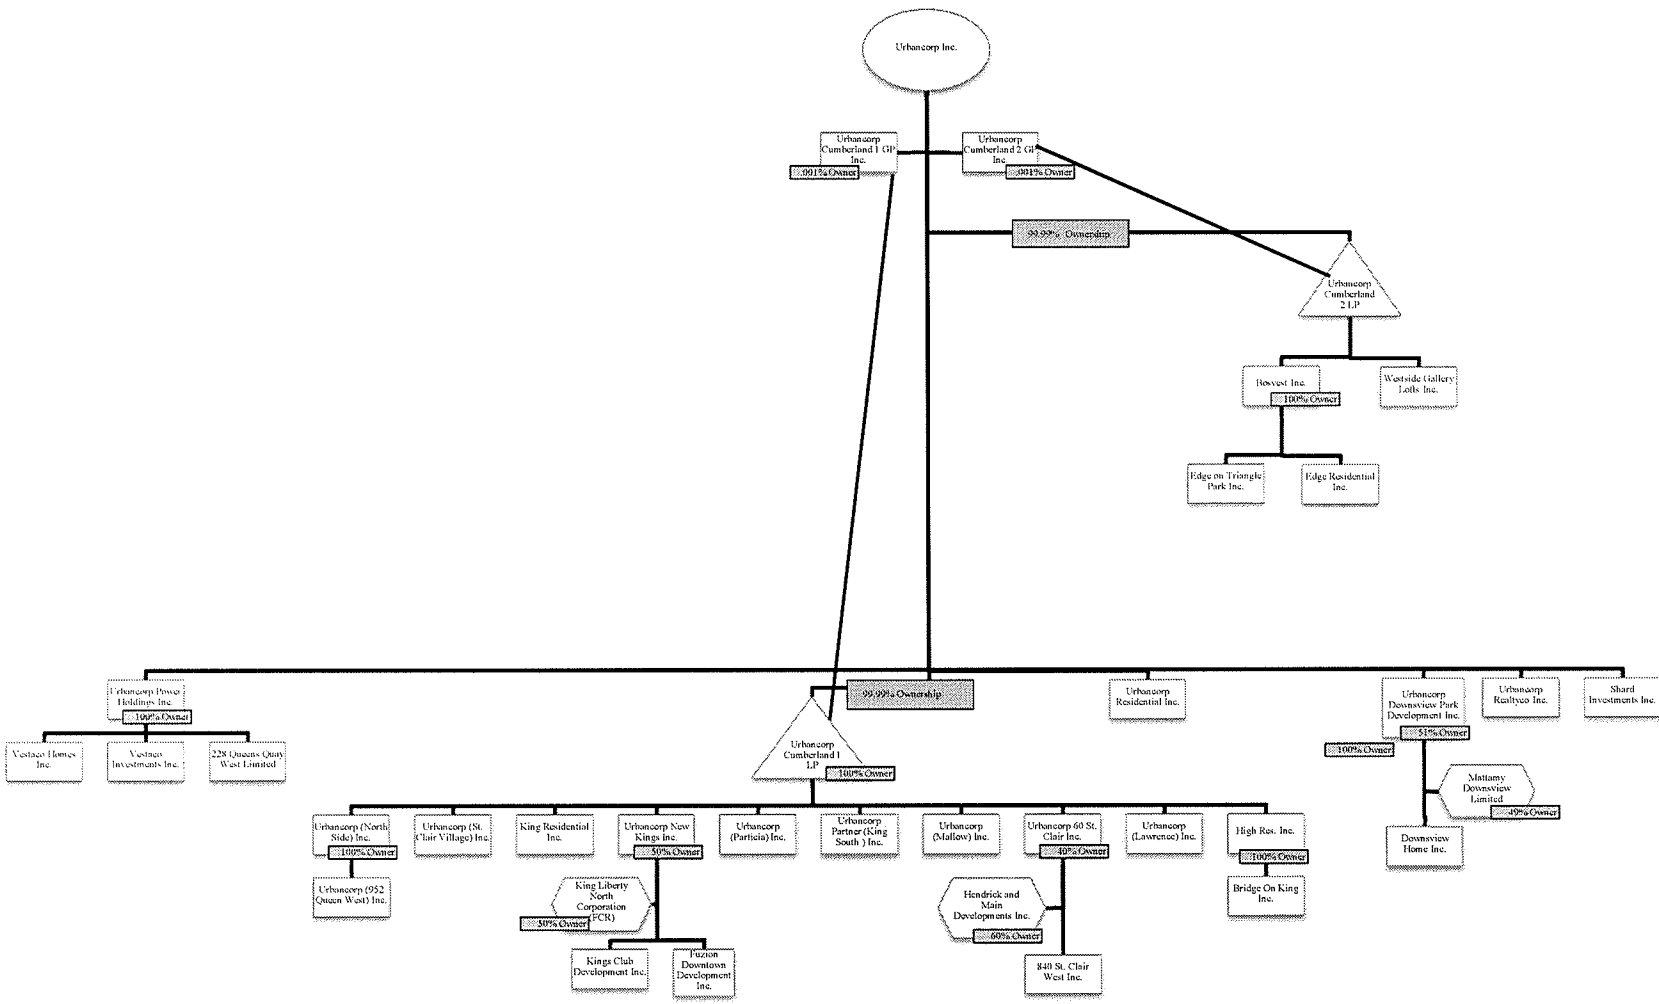 Urbancorp Inc.
Urbancorp
Cumberland 1 GP
Inc.
.001% Owner
Urbancorp
Cumberland 2 GP
Inc.
.001% Owner
99.99% Ownership
Urbancorp
Cumberland
2 LP
Bosvest Inc.
100% Owner
Westside Gallery
Lofts Inc.
Edge on Triangle
Park Inc.
Edge Residential
Inc.
Urbancorp Power
Holdings Inc.
100% Owner
Vestaco Homes
Inc.
Vestaco
Investments Inc.
228 Queens Quay
West Limited
99.99% Ownership
Urbancorp
Cumberland 1
LP
100% Owner
Urbancorp
Residential Inc.
Urbancorp
Downsview Park
Development Inc.
51% Owner
100% Owner
Urbancorp
Realtyco Inc.
Shard
Investments Inc.
Mattamy
Downsview
Limited
49% Owner
Downsview
Home Inc.
Urbancorp (North
Side) Inc.
100% Owner
Urbancorp (952
Queen West) Inc.
Urbancorp (St.
Clair Village) Inc.
King Residential
Inc.
Urbancorp New
Kings Inc.
50% Owner
King Liberty
North
Corporation
(FCR)
50% Owner
Kings Club
Development Inc.
Fuzion
Downtown
Development
Inc.
Urbancorp
(Particia) Inc.
Urbancorp
Partner (King
South ) Inc.
Urbancorp
(Mallow) Inc.
Urbancorp 60 St.
Clair Inc.
40% Owner
Hendrick and
Main
Developments Inc.
60% Owner
840 St. Clair
West Inc.
Urbancorp
(Lawrence) Inc.
High Res. Inc.
100% Owner
Bridge On King
Inc.